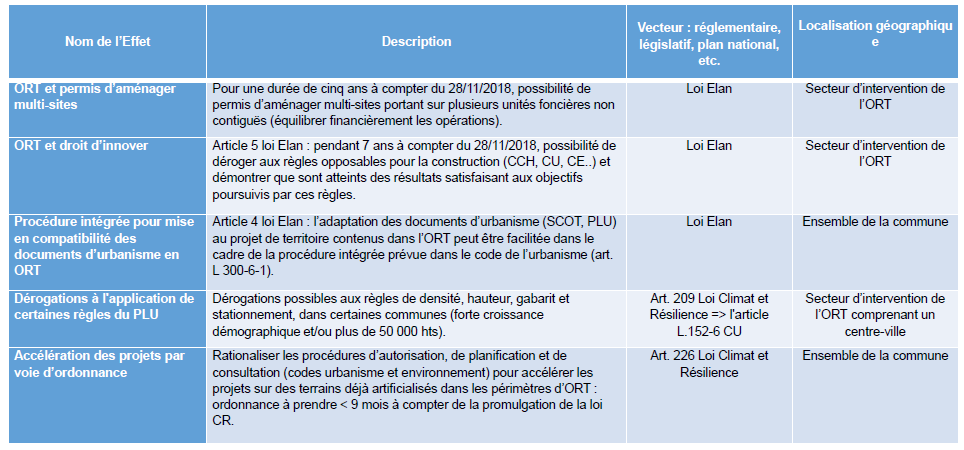 Nom de l'Effet
Description
Vecteur : réglementaire,
législatif, plan national,
etc.
Localisation géographiqu
e
ORT et permis d'aménager
multi-sites
Pour une durée de cinq ans à compter du 28/11/2018, possibilité de
permis d'aménager multi-sites portant sur plusieurs unités foncières non
contiguës (équilibrer financièrement les opérations).
Loi Elan
Secteur d'intervention de
l'ORT
ORT et droit d'innover
Article 5 loi Elan : pendant 7 ans à compter du 28/11/2018, possibilité de
déroger aux règles opposables pour la construction (CCH, CU, CE..) et
démontrer que sont atteints des résultats satisfaisant aux objectifs
poursuivis par ces règles.
Loi Elan
Secteur d'intervention de
l'ORT
Procédure intégrée pour mise
en compatibilité des
documents d'urbanisme en
ORT
Article 4 loi Elan : l'adaptation des documents d'urbanisme (SCOT, PLU)
au projet de territoire contenus dans l'ORT peut être facilitée dans le
cadre de la procédure intégrée prévue dans le code de l'urbanisme (art.
L 300-6-1).
Loi Elan
Ensemble de la commune
Dérogations à l'application de
certaines règles du PLU
Dérogations possibles aux règles de densité, hauteur, gabarit et
stationnement, dans certaines communes (forte croissance
démographique et/ou plus de 50 000 hts).
Art. 209 Loi Climat et
Résilience => l'article
L.152-6 CU
Secteur d'intervention de
l'ORT comprenant un
centre-ville
Accélération des projets par
voie d'ordonnance
Rationaliser les procédures d'autorisation, de planification et de
consultation (codes urbanisme et environnement) pour accélérer les
projets sur des terrains déjà artificialisés dans les périmètres d'ORT :
ordonnance à prendre < 9 mois à compter de la promulgation de la loi
CR.
Art. 226 Loi Climat et
Résilience
Ensemble de la commune